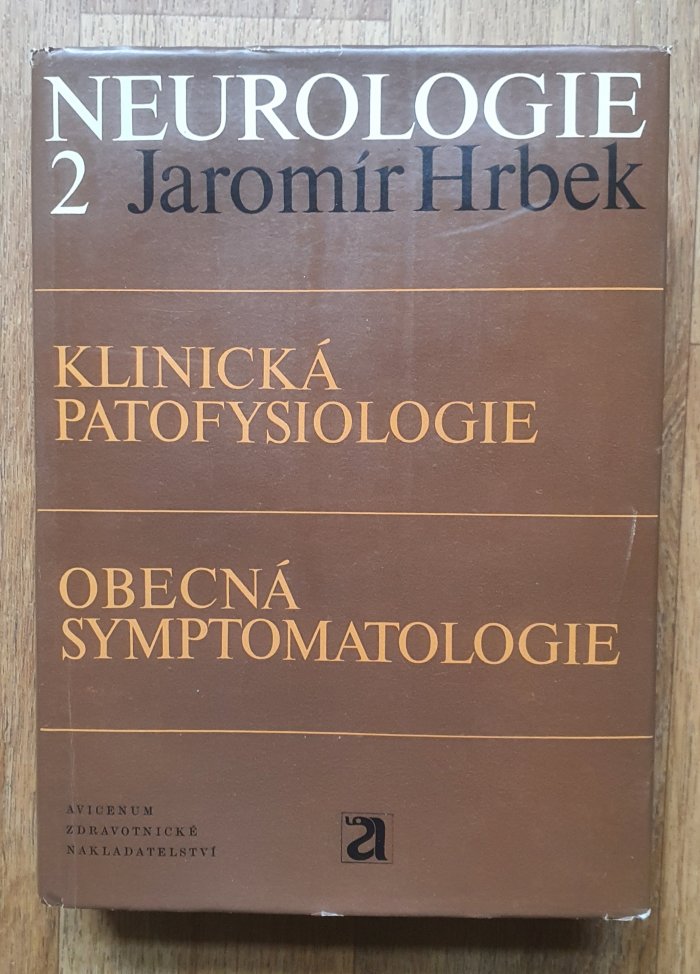 NEUROLOGIE
2 Jaromír Hrbek
KLINICKÁ
PATOFYSIOLOGIE
OBECNÁ
SYMPTOMATOLOGIE
AVICENUM
ZDRAVOTNICKÉ
NAKLADATELSTVÍ
a